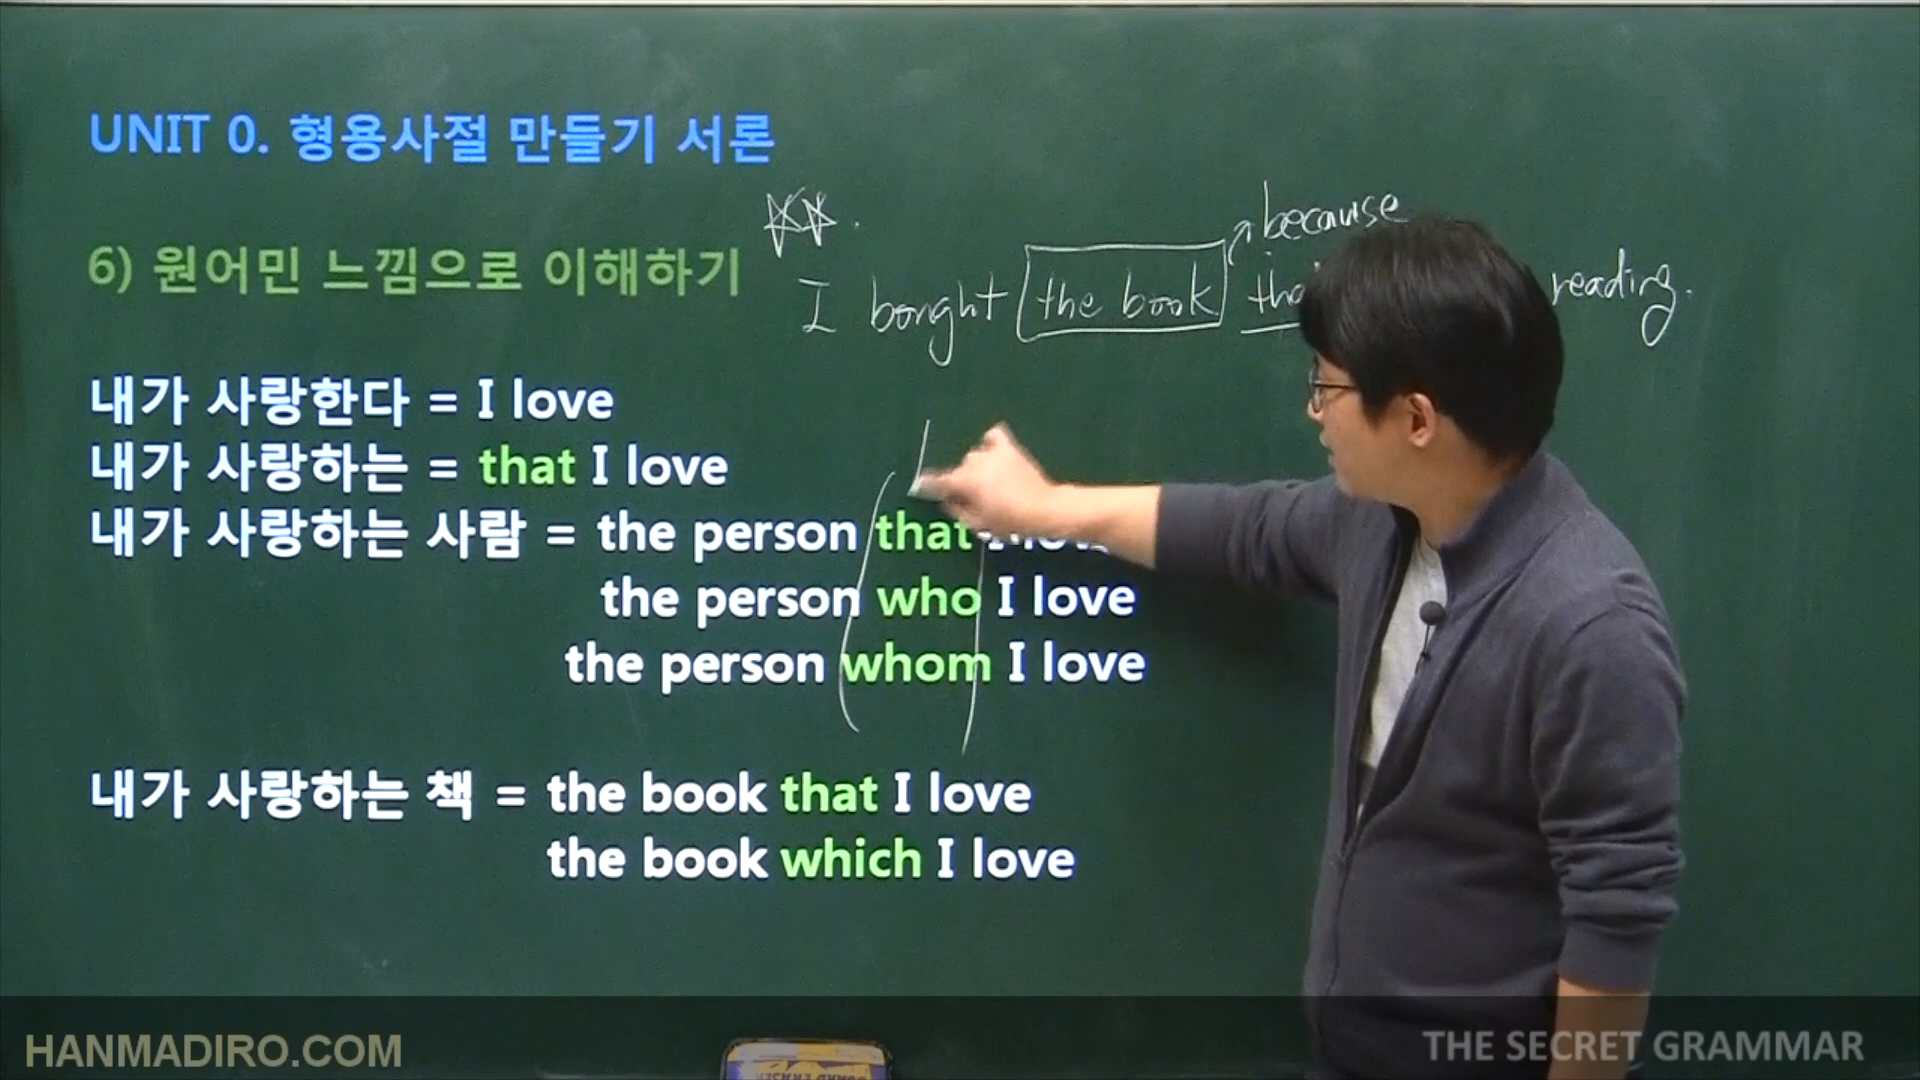 UNIT 0. 형용사절 만들기 서론
because
6) 원어민 느낌으로 이해하기
I bought the book reading.
내가 사랑한다 = I love
내가 사랑하는 = that I love
내가 사랑하는 사람 = the person that I love
the person who I love
the person whom I love
내가 사랑하는 책 = the book that I love
the book which I love
HANMADIRO.COM
THE SECRET GRAMMAR